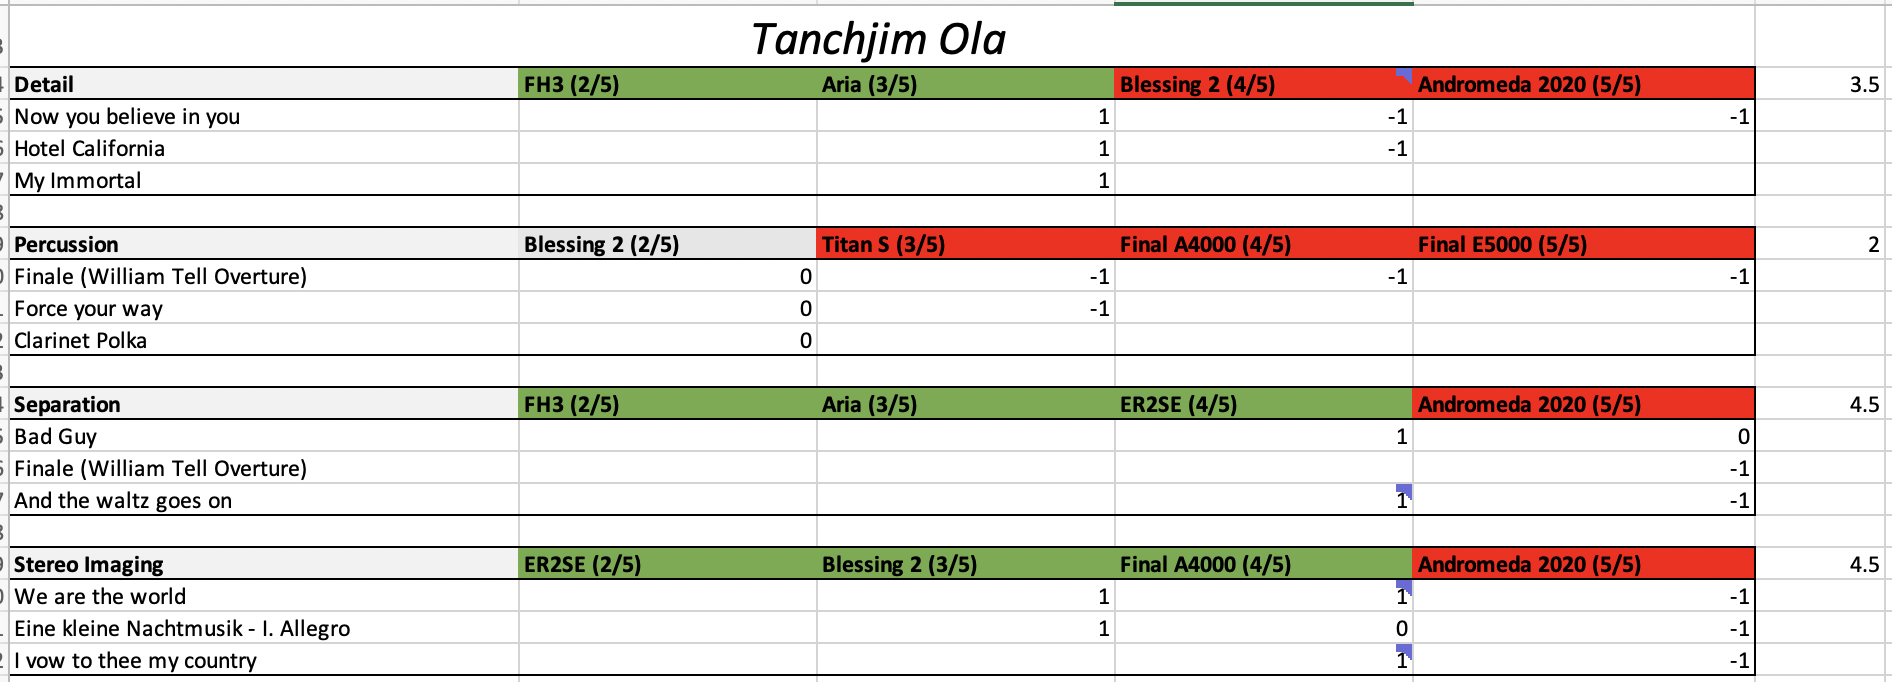 Tanchjim Ola
Detail FH3 (2/5) Aria (3/5) Blessing 2 (4/5) Andromeda 2020 (5/5) 3.5
Now you believe in you 1 -1 -1
Hotel California 1 -1
My Immortal 1
Percussion Blessing 2 (2/5) Titan S (3/5) Final A4000 (4/5) Final E5000 (5/5) 2
Finale (William Tell Overture) 0 -1 -1 -1
Force your way 0 -1
Clarinet Polka 0
Separation FH3 (2/5) Aria (3/5) ER2SE (4/5) Andromeda 2020 (5/5) 4.5
Bad Guy 1 0
Finale (William Tell Overture) -1
And the waltz goes on 1 -1
Stereo Imaging ER2SE (2/5) Blessing 2 (3/5) Final A4000 (4/5) Andromeda 2020 (5/5) 4.5
We are the world 1 1 -1
Eine kleine Nachtmusik - I. Allegro 1 0 -1
I vow to thee my country 1 -1